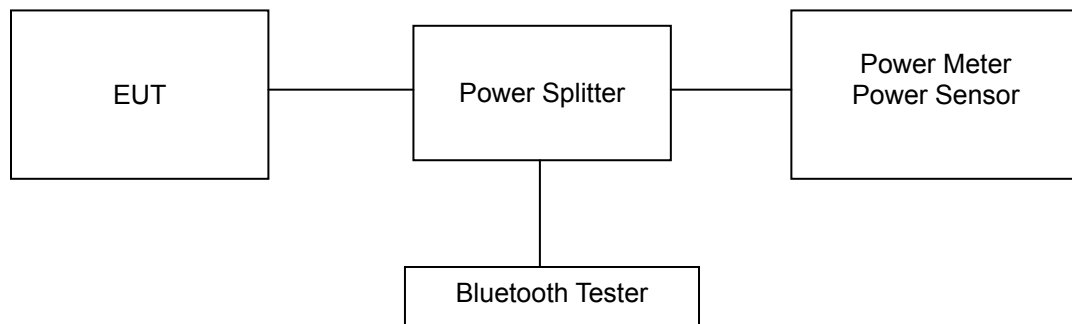 EUT
Power Splitter
Power Meter
Power Sensor
Bluetooth Tester